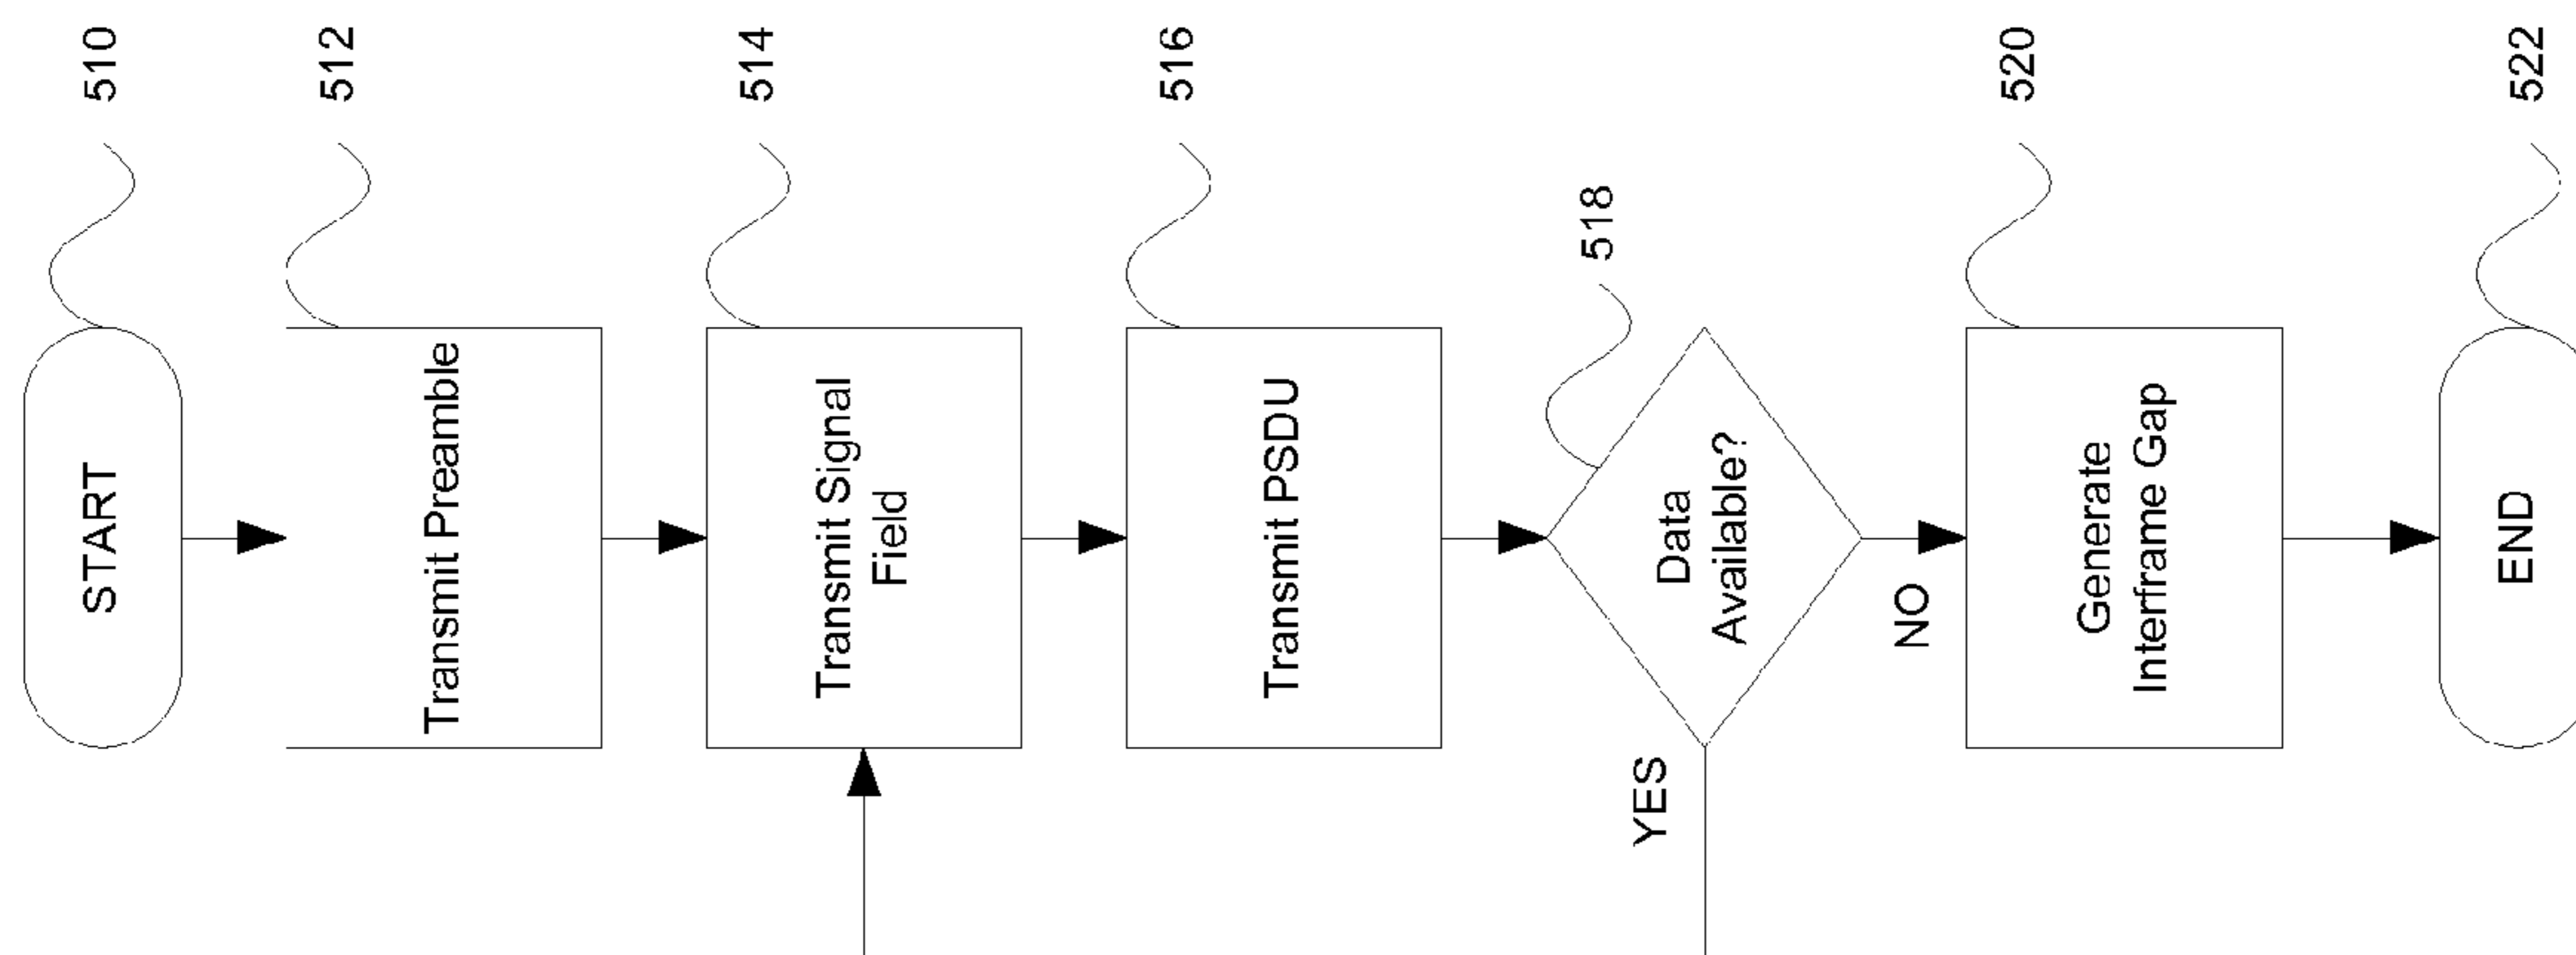 START
510
Transmit Preamble
512
Transmit Signal
Field
514
Transmit PSDU
516
Data
Available?
518
YES
NO
Generate
Interframe Gap
520
END
522